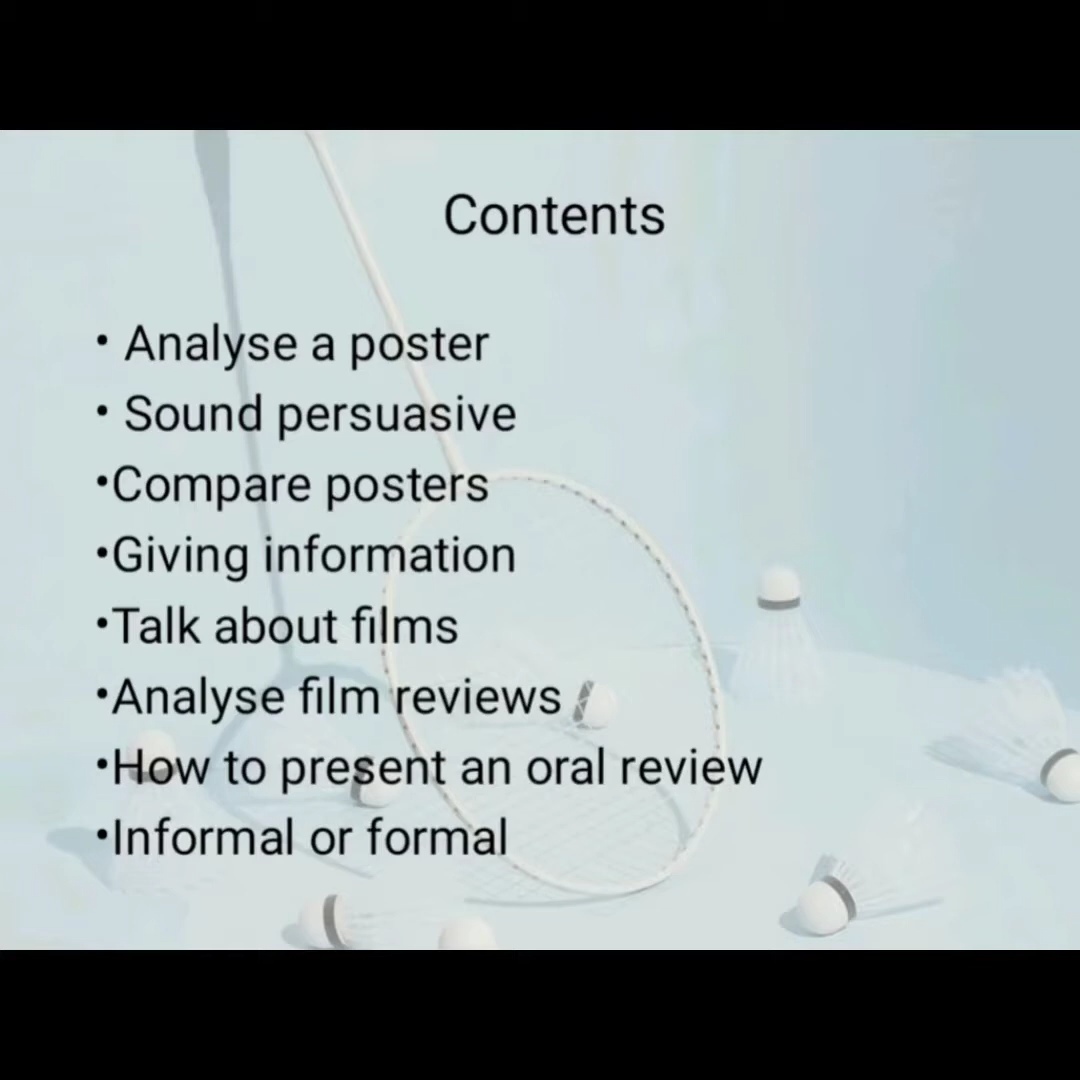 Contents
• Analyse a poster
• Sound persuasive
•Compare posters
•Giving information
•Talk about films
•Analyse film reviews
•How to present an oral review
•Informal or formal